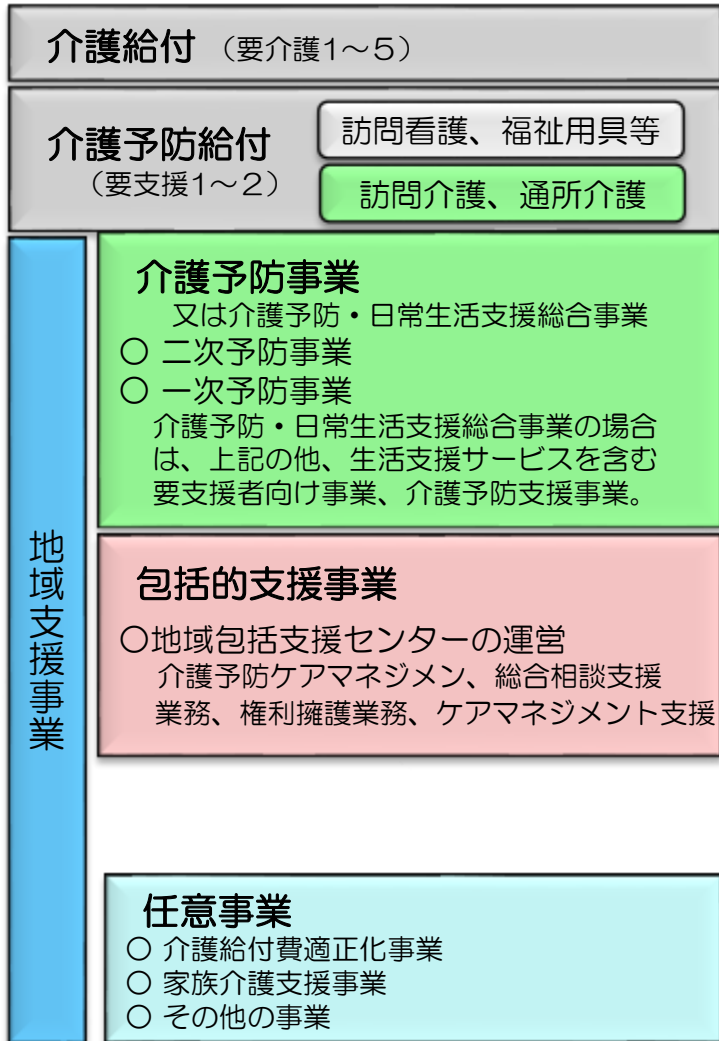 介護給付（要介護1～5）
介護予防給付
（要支援1～2）
訪問看護、福祉用具等
訪問介護、通所介護
地域支援事業
介護予防事業
又は介護予防・日常生活支援総合事業
〇 二次予防事業
〇 一次予防事業
介護予防・日常生活支援総合事業の場合
は、上記の他、生活支援サービスを含む
要支援者向け事業、介護予防支援事業。
包括的支援事業
〇地域包括支援センターの運営
介護予防ケアマネジメン、総合相談支援
業務、権利擁護業務、ケアマネジメント支援
任意事業
〇 介護給付費適正化事業
〇 家族介護支援事業
〇 その他の事業